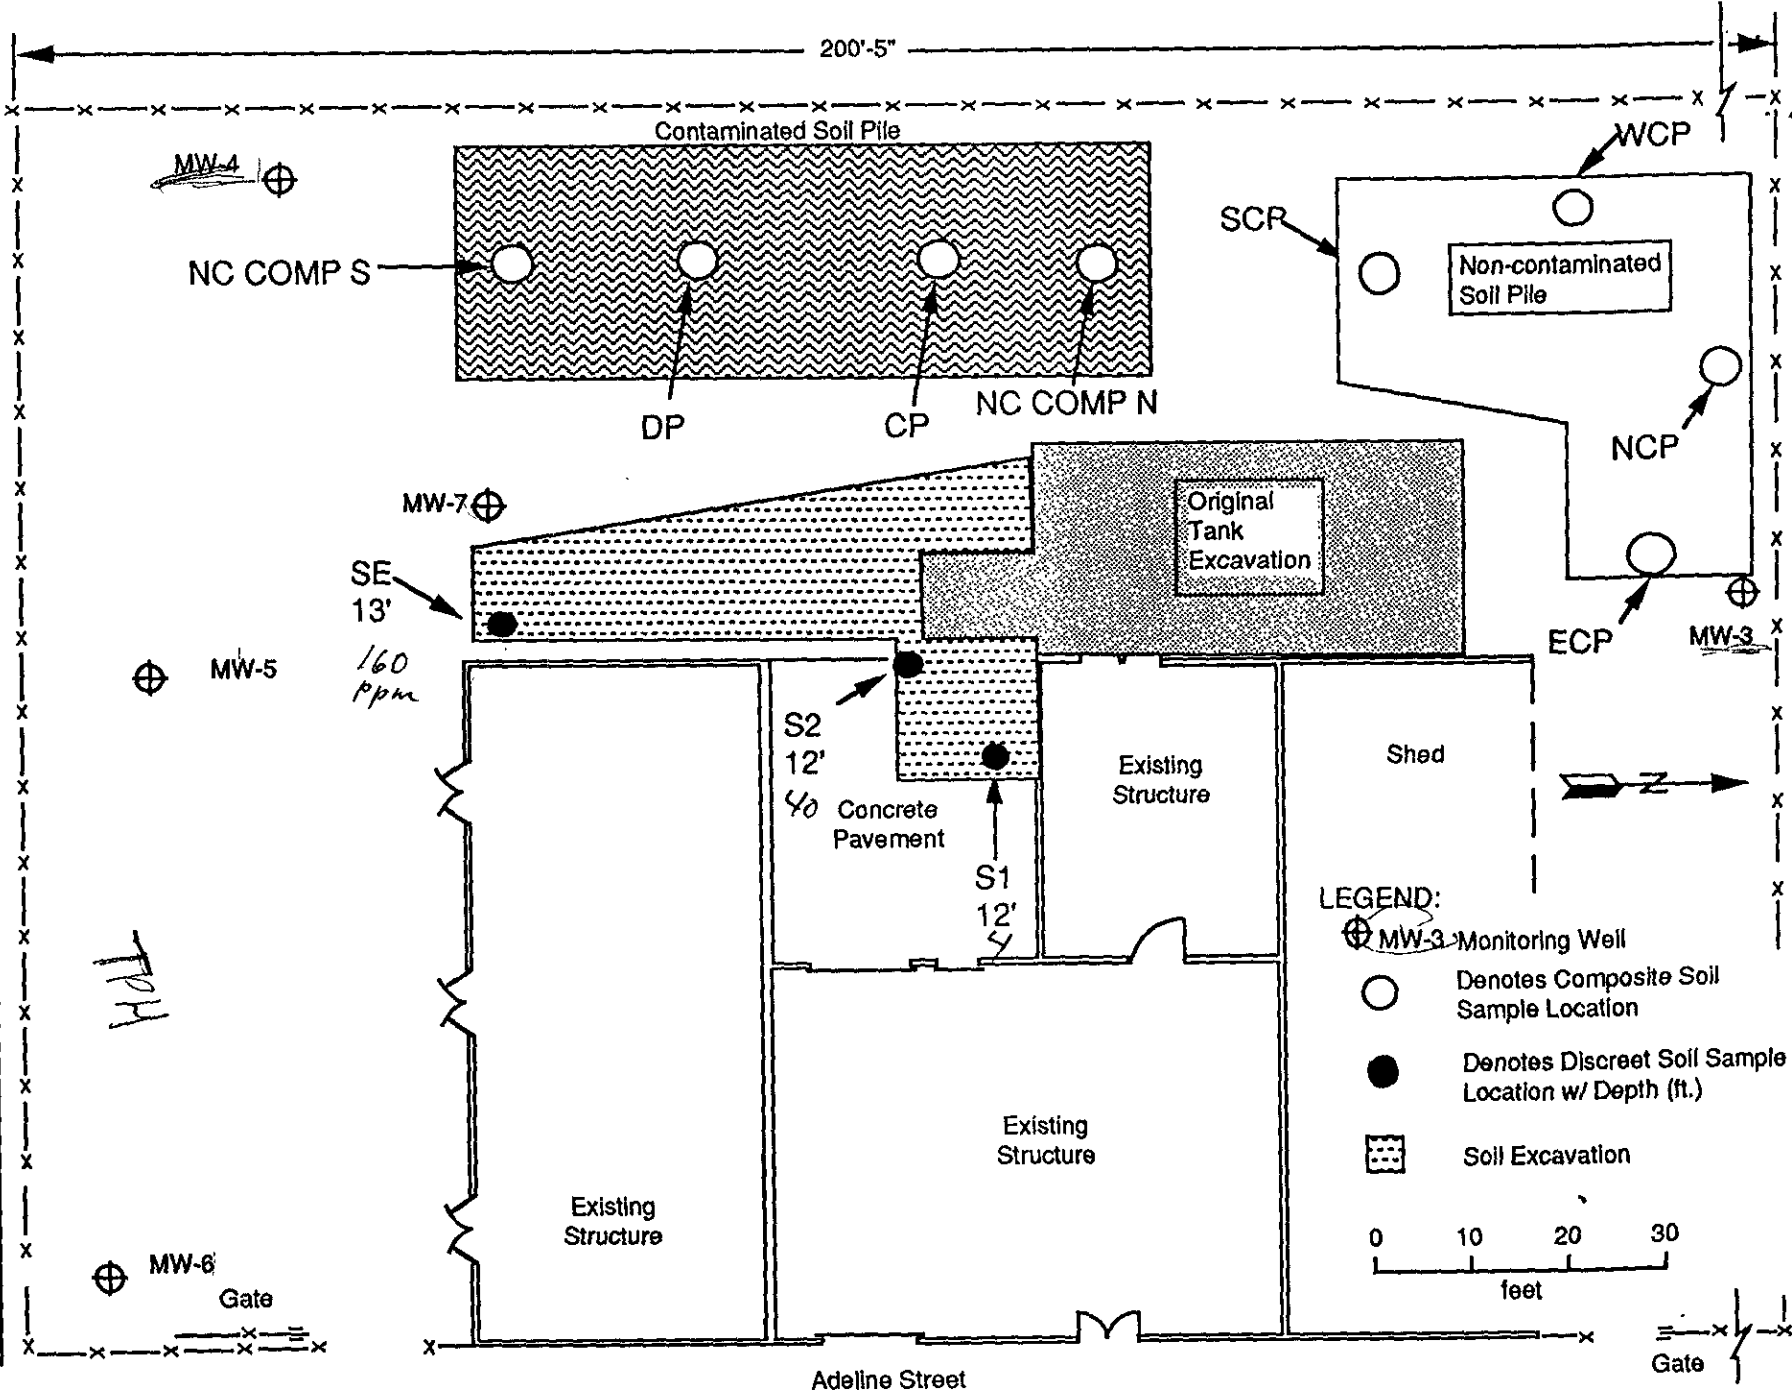 200'-5"
Contaminated Soil Pile
WCP
MW-4
SCP
NC COMP S
Non-contaminated
Soil Pile
NC COMP N
DP
CP
NCP
MW-7
Original
Tank
Excavation
SE
13'
160
ppm
ECP
MW-3
MW-5
S2
12'
40
Existing
Structure
Shed
N
Concrete
Pavement
S1
12'
LEGEND:
MW-3 Monitoring Well
Denotes Composite Soil
Sample Location
Denotes Discreet Soil Sample
Location w/ Depth (ft.)
Soil Excavation
TPH
Existing
Structure
Existing
Structure
0 10 20 30
feet
MW-6
Gate
Gate
Adeline Street